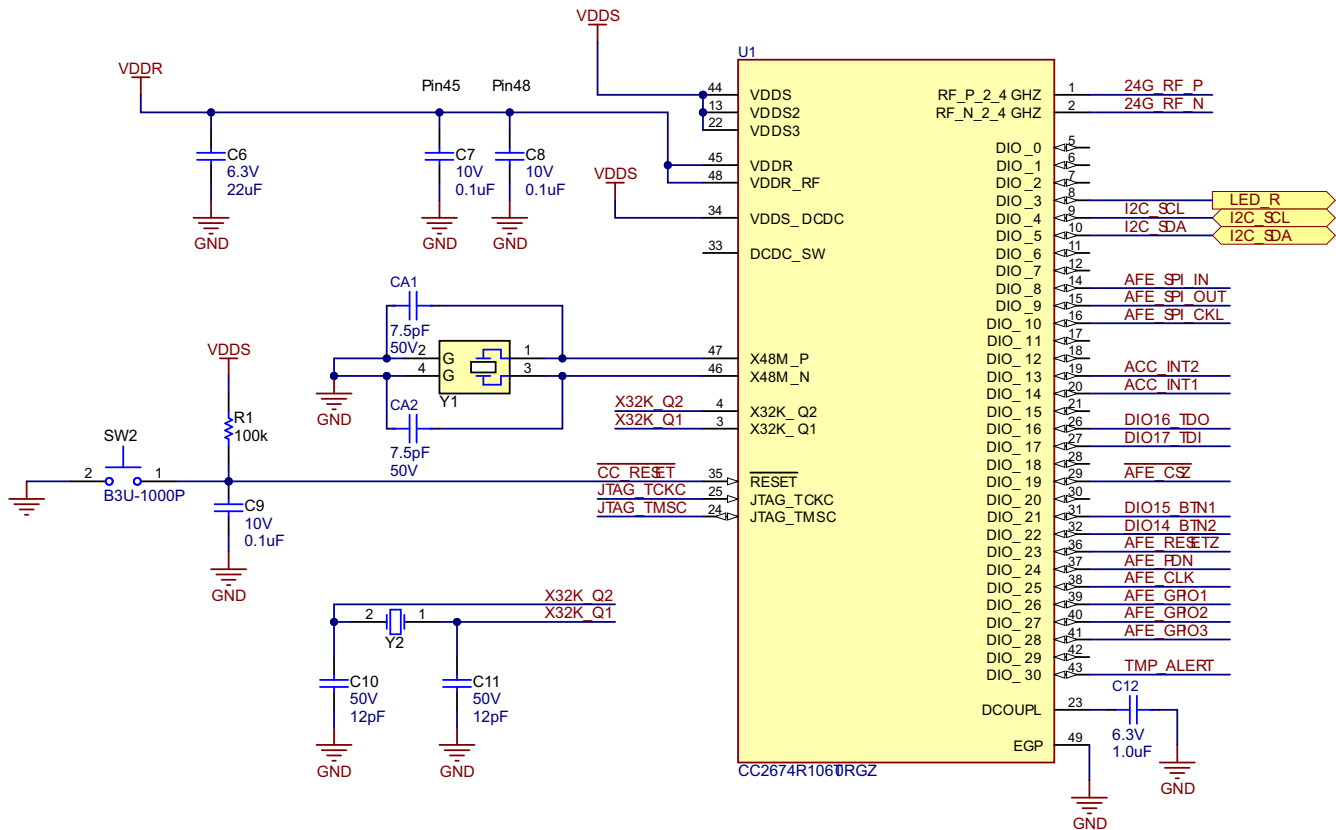 VDDS
U1
VDDR
Pin45 Pin48
C6
6.3V
22uF
GND
C7
10V
0.1uF
GND
C8
10V
0.1uF
GND
VDDS
44 VDDS
13 VDDS2
22 VDDS3
45 VDDR
48 VDDR_RF
34 VDDS_DCDC
33 DCDC_SW
47 X48M_P
46 X48M_N
X32K_Q2 4 X32K_Q2
X32K_Q1 3 X32K_Q1
CC_RESET 35 RESET
JTAG_TCKC 25 JTAG_TCKC
JTAG_TMSC 24 JTAG_TMSC
CA1
7.5pF
50V
2 G 1
4 G 3
Y1
GND
CA2
7.5pF
50V
VDDS
R1
100k
SW2
2 1
B3U-1000P
C9
10V
0.1uF
GND
X32K_Q2
X32K_Q1
2 1
Y2
C10
50V
12pF
GND
C11
50V
12pF
GND
RF_P_2_4 GHZ 1 24G_RF_P
RF_N_2_4 GHZ 2 24G_RF_N
DIO_0 5
DIO_1 6
DIO_2 7
DIO_3 8 LED_R
DIO_4 9 I2C_SCL I2C_SCL
DIO_5 10 I2C_SDA I2C_SDA
DIO_6 11
DIO_7 12
DIO_8 14 AFE_SPI_IN
DIO_9 15 AFE_SPI_OUT
DIO_10 16 AFE_SPI_CKL
DIO_11 17
DIO_12 18
DIO_13 19 ACC_INT2
DIO_14 20 ACC_INT1
DIO_15 21
DIO_16 26 DIO16_TDO
DIO_17 27 DIO17_TDI
DIO_18 28
DIO_19 29 AFE_CSZ
DIO_20 30
DIO_21 31 DIO15_BTN1
DIO_22 32 DIO14_BTN2
DIO_23 36 AFE_RESETZ
DIO_24 37 AFE_PDN
DIO_25 38 AFE_CLK
DIO_26 39 AFE_GPIO1
DIO_27 40 AFE_GPIO2
DIO_28 41 AFE_GPIO3
DIO_29 42
DIO_30 43 TMP_ALERT
DCOUPL 23
C12
6.3V
1.0uF
GND
EGP 49
GND
CC2674R106T0RGZ